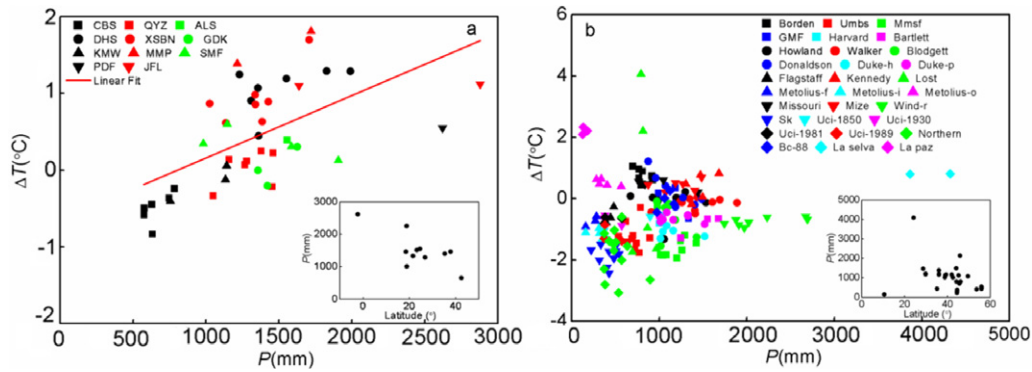 a
CBS QYZ ALS
DHS XSBN GDK
KMW MMP SMF
PDF JFL
Linear Fit
ΔT(°C)
2
1
0
-1
-2
0 500 1000 1500 2000 2500 3000
P(mm)
P(mm)
3000
2000
1000
0
0 20 40
Latitude (°)
b
Borden Umbs Mmsf
GMF Harvard Bartlett
Howland Walker Blodgett
Donaldson Duke-h Duke-p
Flagstaff Kennedy Lost
Metolius-f Metolius-i Metolius-o
Missouri Mize Wind-r
Sk Uci-1850 Uci-1930
Uci-1981 Uci-1989 Northern
Bc-88 La selva La paz
ΔT(°C)
6
4
2
0
-2
-4
0 1000 2000 3000 4000 5000
P(mm)
P(mm)
5000
4000
3000
2000
1000
0
0 20 40 60
Latitude (°)